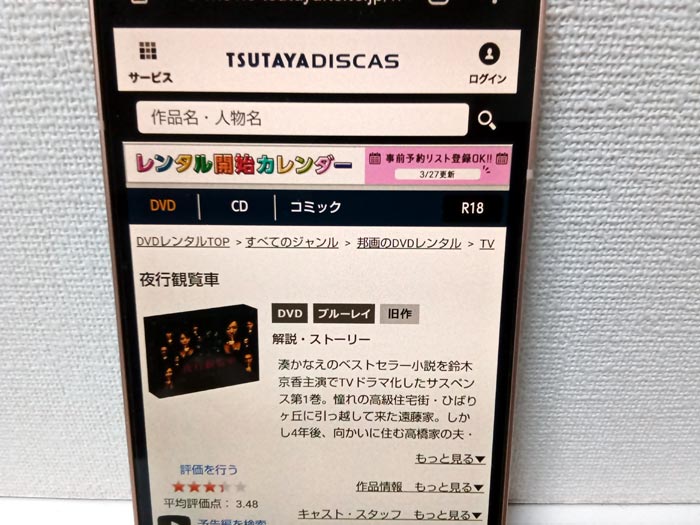 TSUTAYADISCAS
サービス
ログイン
作品名・人物名
レンタル開始カレンダー
事前予約リスト登録OK!!
3/27更新
DVD
CD
コミック
R18
DVDレンタルTOP > すべてのジャンル > 邦画のDVDレンタル > TV
夜行観覧車
DVD ブルーレイ 旧作
解説・ストーリー
夜行観覧車
湊かなえのベストセラー小説を鈴木
京香主演でTVドラマ化したサスペン
ス第1巻。憧れの高級住宅街・ひばり
ヶ丘に引っ越して来た遠藤家。しか
し4年後、向かいに住む高橋家の夫・
もっと見る▼
評価を行う
平均評価点: 3.48
作品情報 もっと見る▼
予告編を検索
キャスト・スタッフ もっと見る▼